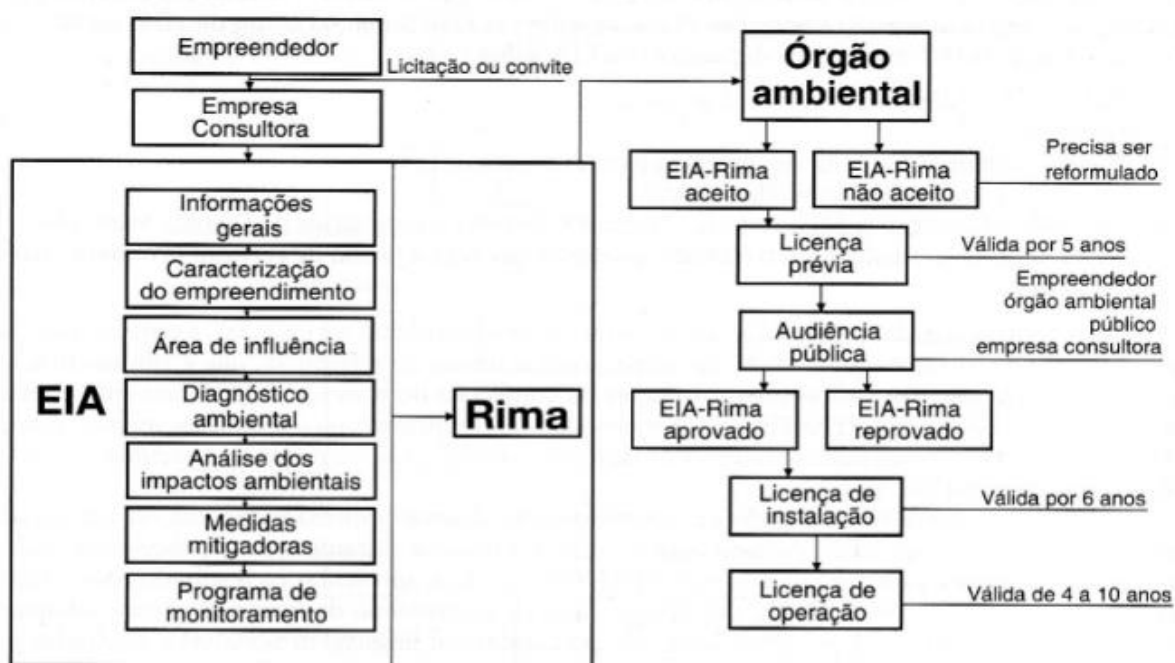 Empreendedor
Licitação ou convite
Empresa
Consultora
EIA
Informações
gerais
Caracterização
do empreendimento
Área de influência
Diagnóstico
ambiental
Análise dos
impactos ambientais
Medidas
mitigadoras
Programa de
monitoramento
Rima
Órgão
ambiental
EIA-Rima
aceito
EIA-Rima
não aceito
Precisa ser
reformulado
Licença
prévia
Válida por 5 anos
Audiência
pública
Empreendedor
órgão ambiental
público
empresa consultora
EIA-Rima
aprovado
EIA-Rima
reprovado
Licença de
instalação
Válida por 6 anos
Licença de
operação
Válida de 4 a 10 anos